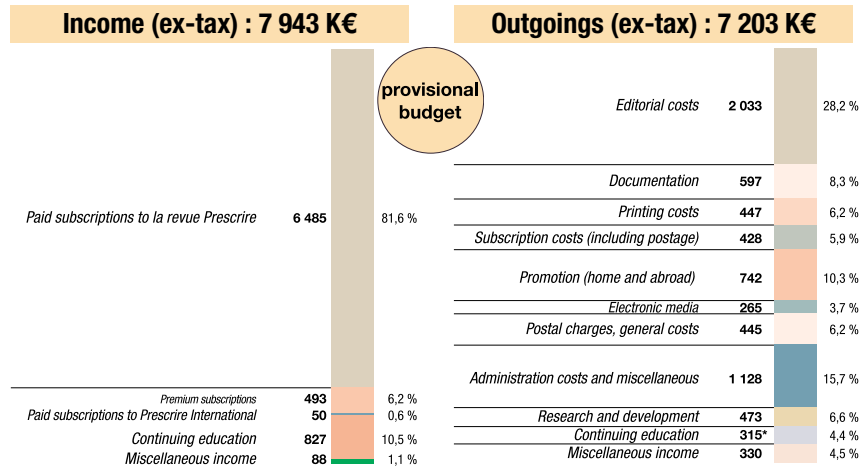 Income (ex-tax) : 7 943 K€
Outgoings (ex-tax) : 7 203 K€
provisional
budget
Paid subscriptions to la revue Prescrire 6 485 81,6 %
Premium subscriptions 493 6,2 %
Paid subscriptions to Prescrire International 50 0,6 %
Continuing education 827 10,5 %
Miscellaneous income 88 1,1 %
Editorial costs 2 033 28,2 %
Documentation 597 8,3 %
Printing costs 447 6,2 %
Subscription costs (including postage) 428 5,9 %
Promotion (home and abroad) 742 10,3 %
Electronic media 265 3,7 %
Postal charges, general costs 445 6,2 %
Administration costs and miscellaneous 1 128 15,7 %
Research and development 473 6,6 %
Continuing education 315* 4,4 %
Miscellaneous income 330 4,5 %